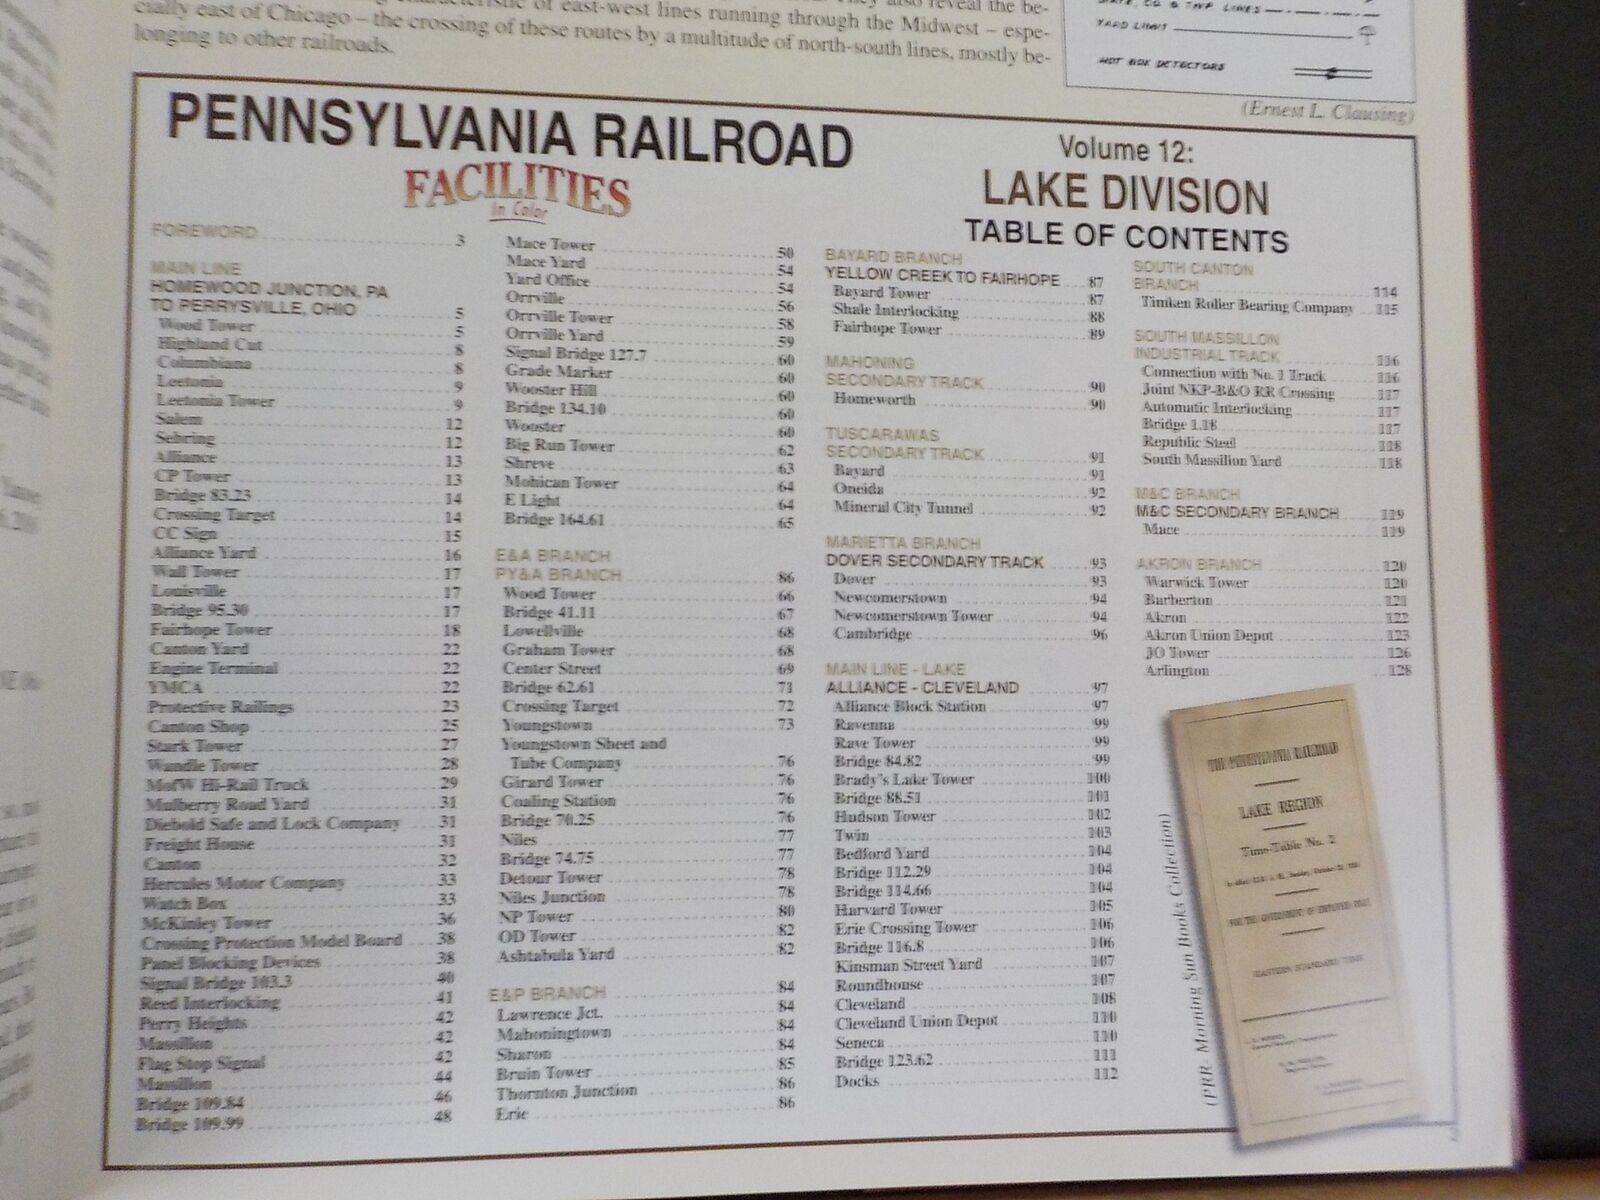 cially east of Chicago – the crossing of these routes by a multitude of north-south lines, mostly be-
longing to other railroads.
YARD LIMIT
HOT BOX DETECTORS
(Ernest L. Clausing)
PENNSYLVANIA RAILROAD
FACILITIES
In Color
Volume 12:
LAKE DIVISION
TABLE OF CONTENTS
FOREWORD 3
MAIN LINE
HOMEWOOD JUNCTION, PA
TO PERRYSVILLE, OHIO 5
Wood Tower 5
Highland Cut 8
Columbiana 8
Leetonia 9
Leetonia Tower 9
Salem 12
Sebring 12
Alliance 13
CP Tower 13
Bridge 83.23 14
Crossing Target 14
CC Sign 15
Alliance Yard 16
Wall Tower 17
Louisville 17
Bridge 95.30 17
Fairhope Tower 18
Canton Yard 22
Engine Terminal 22
YMCA 22
Protective Railings 23
Canton Shop 25
Stark Tower 27
Wandle Tower 28
MofW Hi-Rail Truck 29
Mulberry Road Yard 31
Diebold Safe and Lock Company 31
Freight House 31
Canton 32
Hercules Motor Company 33
Watch Box 33
McKinley Tower 36
Crossing Protection Model Board 38
Panel Blocking Devices 38
Signal Bridge 103.3 40
Reed Interlocking 41
Perry Heights 42
Massillon 42
Flag Stop Signal 42
Massillon 44
Bridge 109.84 46
Bridge 109.99 48
Mace Tower 50
Mace Yard 54
Yard Office 54
Orrville 56
Orrville Tower 58
Orrville Yard 59
Signal Bridge 127.7 60
Grade Marker 60
Wooster Hill 60
Bridge 134.10 60
Wooster 60
Big Run Tower 62
Shreve 63
Mohican Tower 64
E Light 64
Bridge 164.61 65
E&A BRANCH
PY&A BRANCH 86
Wood Tower 66
Bridge 41.11 67
Lowellville 68
Graham Tower 68
Center Street 69
Bridge 62.61 71
Crossing Target 72
Youngstown 73
Youngstown Sheet and
Tube Company 76
Girard Tower 76
Coaling Station 76
Bridge 70.25 76
Niles 77
Bridge 74.75 77
Detour Tower 78
Niles Junction 78
NP Tower 80
OD Tower 82
Ashtabula Yard 82
E&P BRANCH 84
Lawrence Jct. 84
Mahoningtown 84
Sharon 84
Bruin Tower 85
Thornton Junction 86
Erie 86
BAYARD BRANCH
YELLOW CREEK TO FAIRHOPE 87
Bayard Tower 87
Shale Interlocking 88
Fairhope Tower 89
MAHONING
SECONDARY TRACK 90
Homeworth 90
TUSCARAWAS
SECONDARY TRACK 91
Bayard 91
Oneida 92
Mineral City Tunnel 92
MARIETTA BRANCH
DOVER SECONDARY TRACK 93
Dover 93
Newcomerstown 94
Newcomerstown Tower 94
Cambridge 96
MAIN LINE - LAKE
ALLIANCE - CLEVELAND 97
Alliance Block Station 97
Ravenna 99
Rave Tower 99
Bridge 84.82 99
Brady's Lake Tower 100
Bridge 88.51 101
Hudson Tower 102
Twin 103
Bedford Yard 104
Bridge 112.29 104
Bridge 114.66 104
Harvard Tower 105
Erie Crossing Tower 106
Bridge 116.8 106
Kinsman Street Yard 107
Roundhouse 107
Cleveland 108
Cleveland Union Depot 110
Seneca 110
Bridge 123.62 111
Docks 112
SOUTH CANTON
BRANCH 114
Timken Roller Bearing Company 115
SOUTH MASSILLON
INDUSTRIAL TRACK 116
Connection with No. 1 Track 116
Joint NKP-B&O RR Crossing 117
Automatic Interlocking 117
Bridge 1.18 117
Republic Steel 118
South Massillon Yard 118
M&C BRANCH
M&C SECONDARY BRANCH 119
Mace 119
AKRON BRANCH 120
Warwick Tower 120
Barberton 121
Akron 122
Akron Union Depot 123
JO Tower 126
Arlington 128
(PRR- Morning Sun Books Collection)
THE PENNSYLVANIA RAILROAD
LAKE REGION
Time-Table No. 2
FOR THE GOVERNMENT OF EMPLOYES ONLY
EASTERN STANDARD TIME